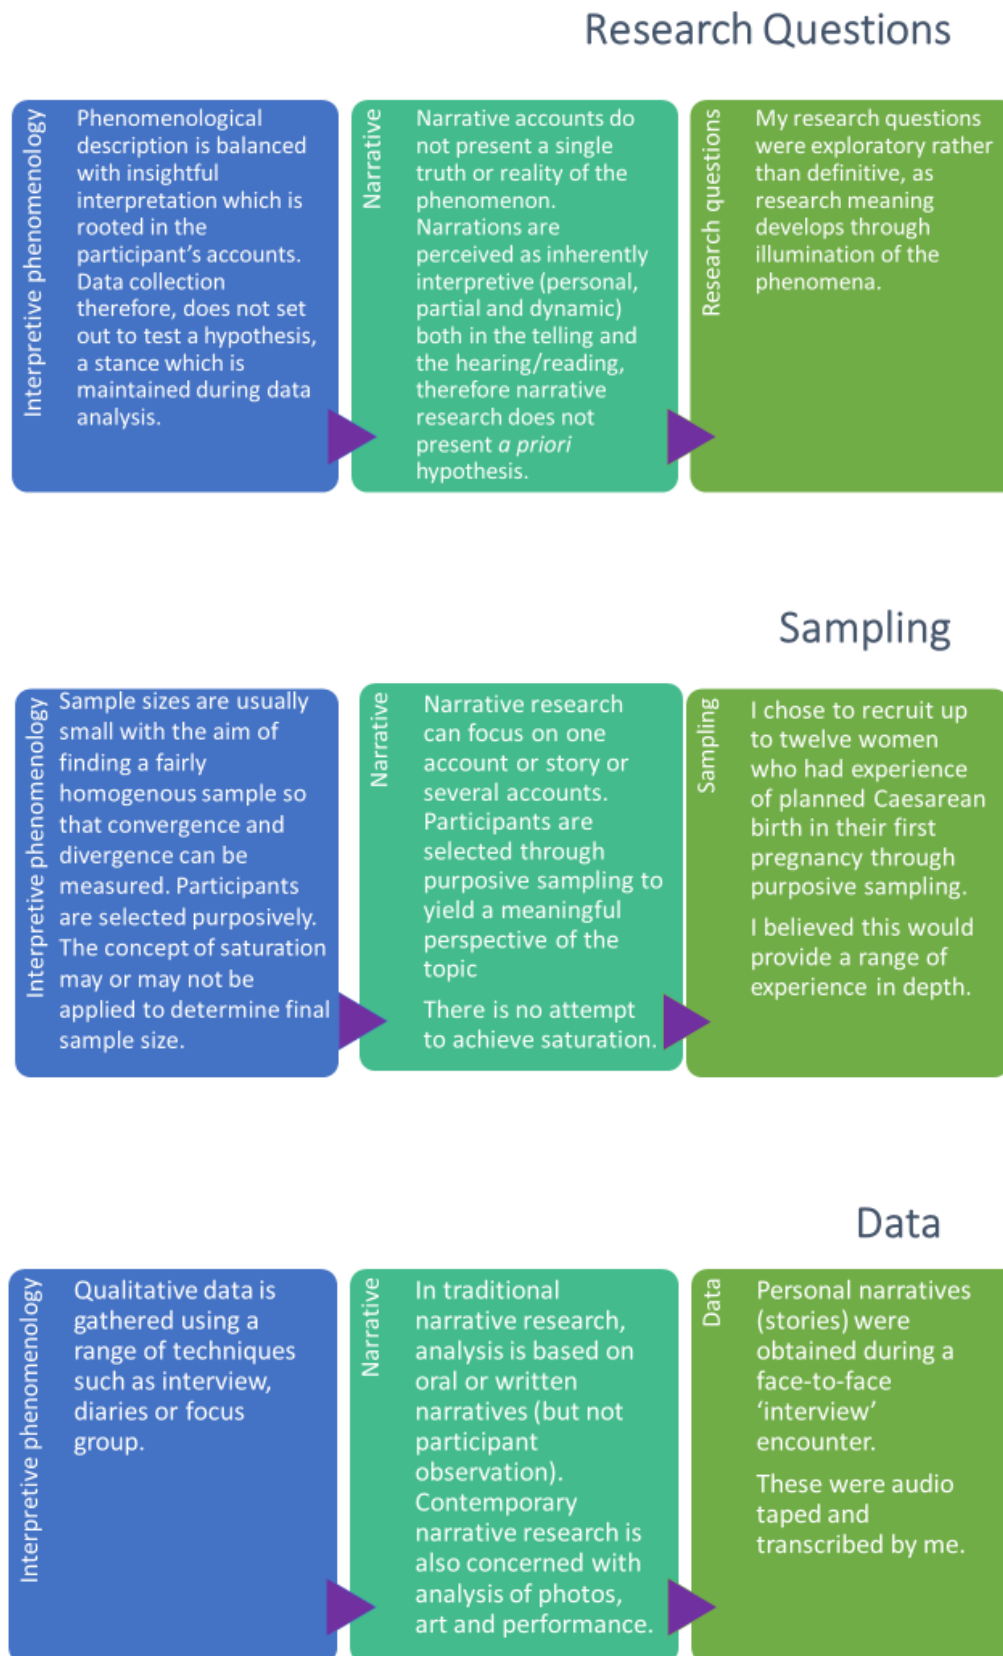 Research Questions
Interpretive phenomenology
Phenomenological
description is balanced
with insightful
interpretation which is
rooted in the
participant's accounts.
Data collection
therefore, does not set
out to test a hypothesis,
a stance which is
maintained during data
analysis.
Narrative
Narrative accounts do
not present a single
truth or reality of the
phenomenon.
Narrations are
perceived as inherently
interpretive (personal,
partial and dynamic)
both in the telling and
the hearing/reading,
therefore narrative
research does not
present a priori
hypothesis.
Research questions
My research questions
were exploratory rather
than definitive, as
research meaning
develops through
illumination of the
phenomena.
Sampling
Interpretive phenomenology
Sample sizes are usually
small with the aim of
finding a fairly
homogenous sample so
that convergence and
divergence can be
measured. Participants
are selected purposively.
The concept of saturation
may or may not be
applied to determine final
sample size.
Narrative
Narrative research
can focus on one
account or story or
several accounts.
Participants are
selected through
purposive sampling to
yield a meaningful
perspective of the
topic
There is no attempt
to achieve saturation.
Sampling
I chose to recruit up
to twelve women
who had experience
of planned Caesarean
birth in their first
pregnancy through
purposive sampling.
I believed this would
provide a range of
experience in depth.
Data
Interpretive phenomenology
Qualitative data is
gathered using a
range of techniques
such as interview,
diaries or focus
group.
Narrative
In traditional
narrative research,
analysis is based on
oral or written
narratives (but not
participant
observation).
Contemporary
narrative research is
also concerned with
analysis of photos,
art and performance.
Data
Personal narratives
(stories) were
obtained during a
face-to-face
‘interview’
encounter.
These were audio
taped and
transcribed by me.